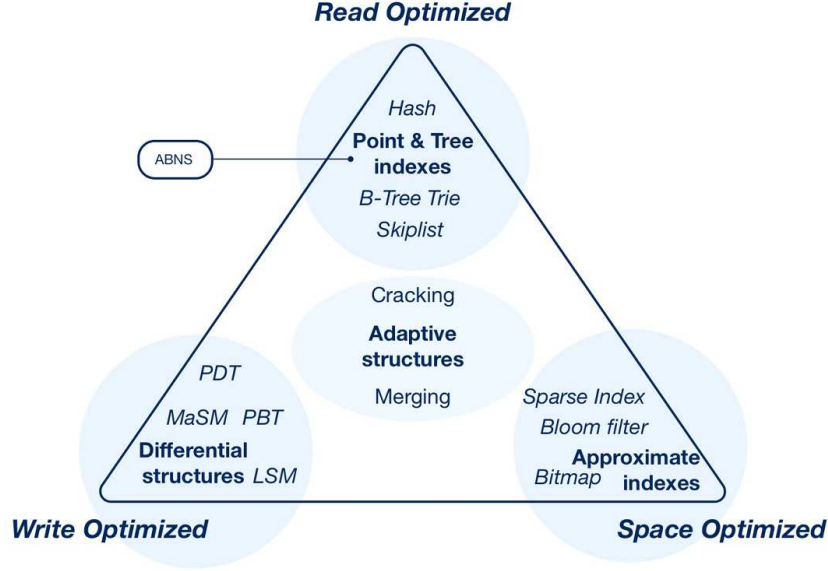 Read Optimized
Hash
Point & Tree
indexes
B-Tree Trie
Skiplist
ABNS
Cracking
Adaptive
structures
Merging
PDT
MaSM PBT
Differential
structures LSM
Sparse Index
Bloom filter
Approximate
Bitmap indexes
Write Optimized
Space Optimized